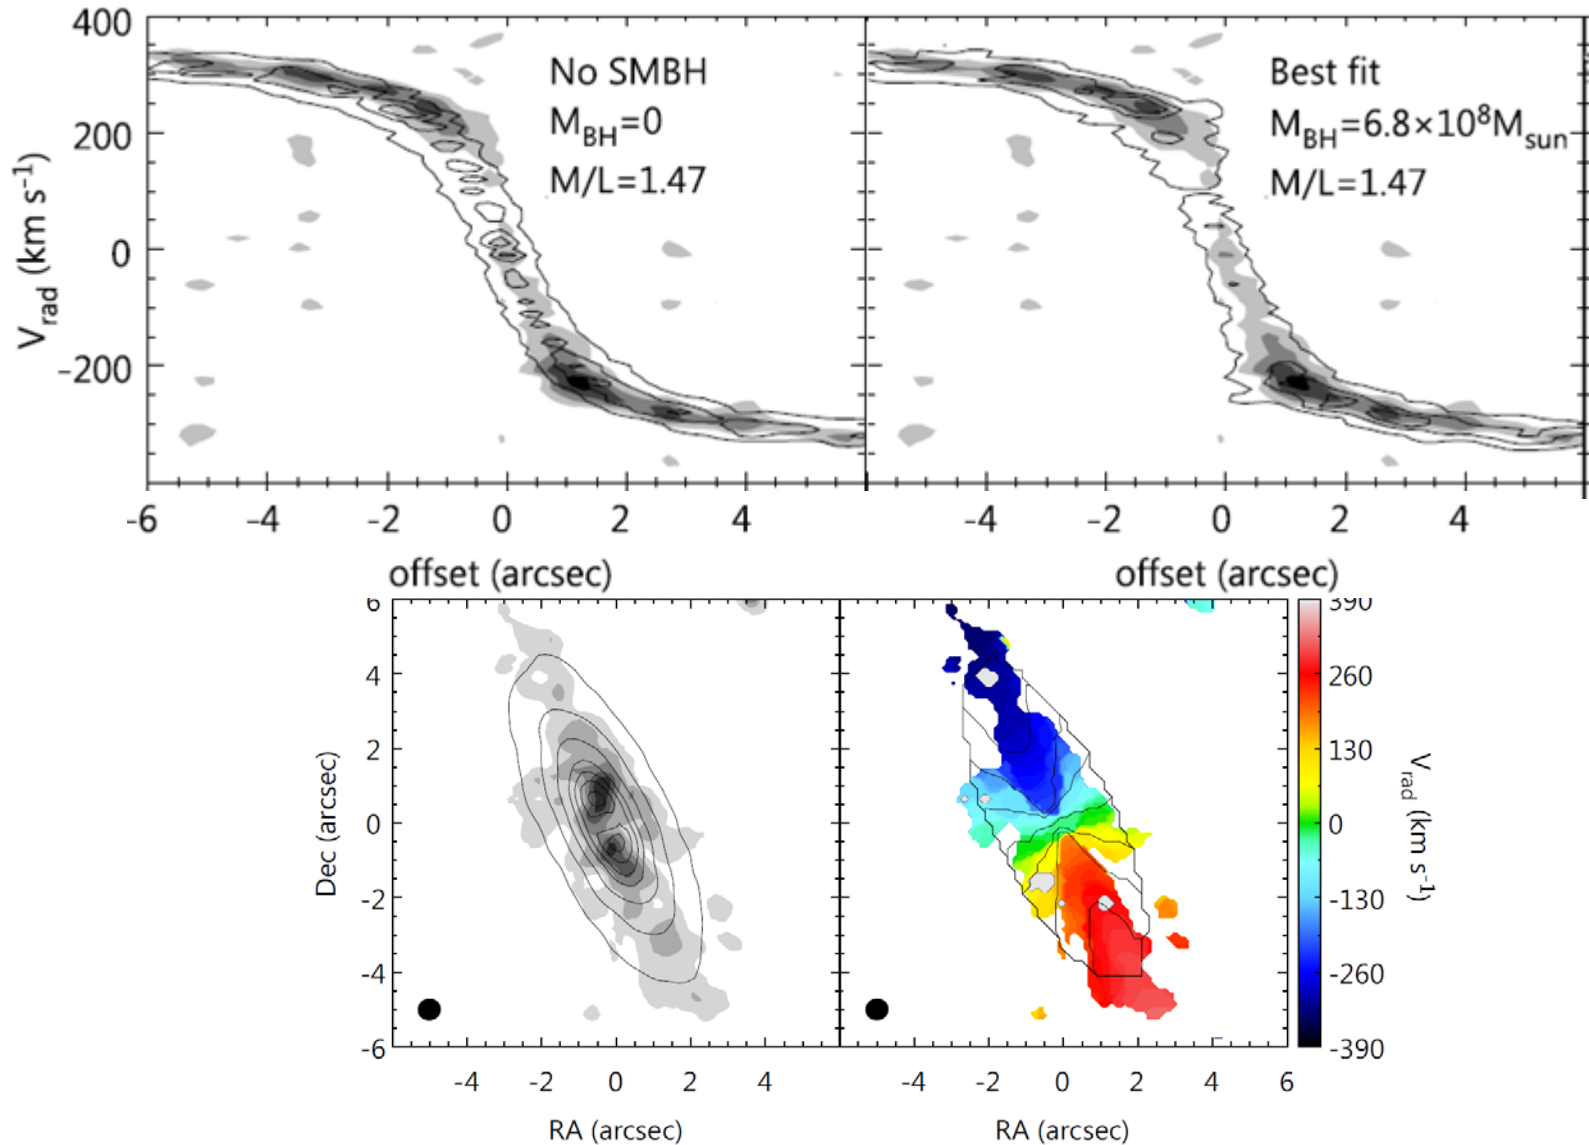 400
200
0
-200
V_rad (km s^-1)
No SMBH
M_BH=0
M/L=1.47
Best fit
M_BH=6.8×10^8M_sun
M/L=1.47
-6 -4 -2 0 2 4
-4 -2 0 2 4
offset (arcsec)
offset (arcsec)
6
4
2
0
-2
-4
-6
Dec (arcsec)
390
260
130
0
-130
-260
-390
V_rad (km s^-1)
-4 -2 0 2 4
-4 -2 0 2 4 6
RA (arcsec)
RA (arcsec)